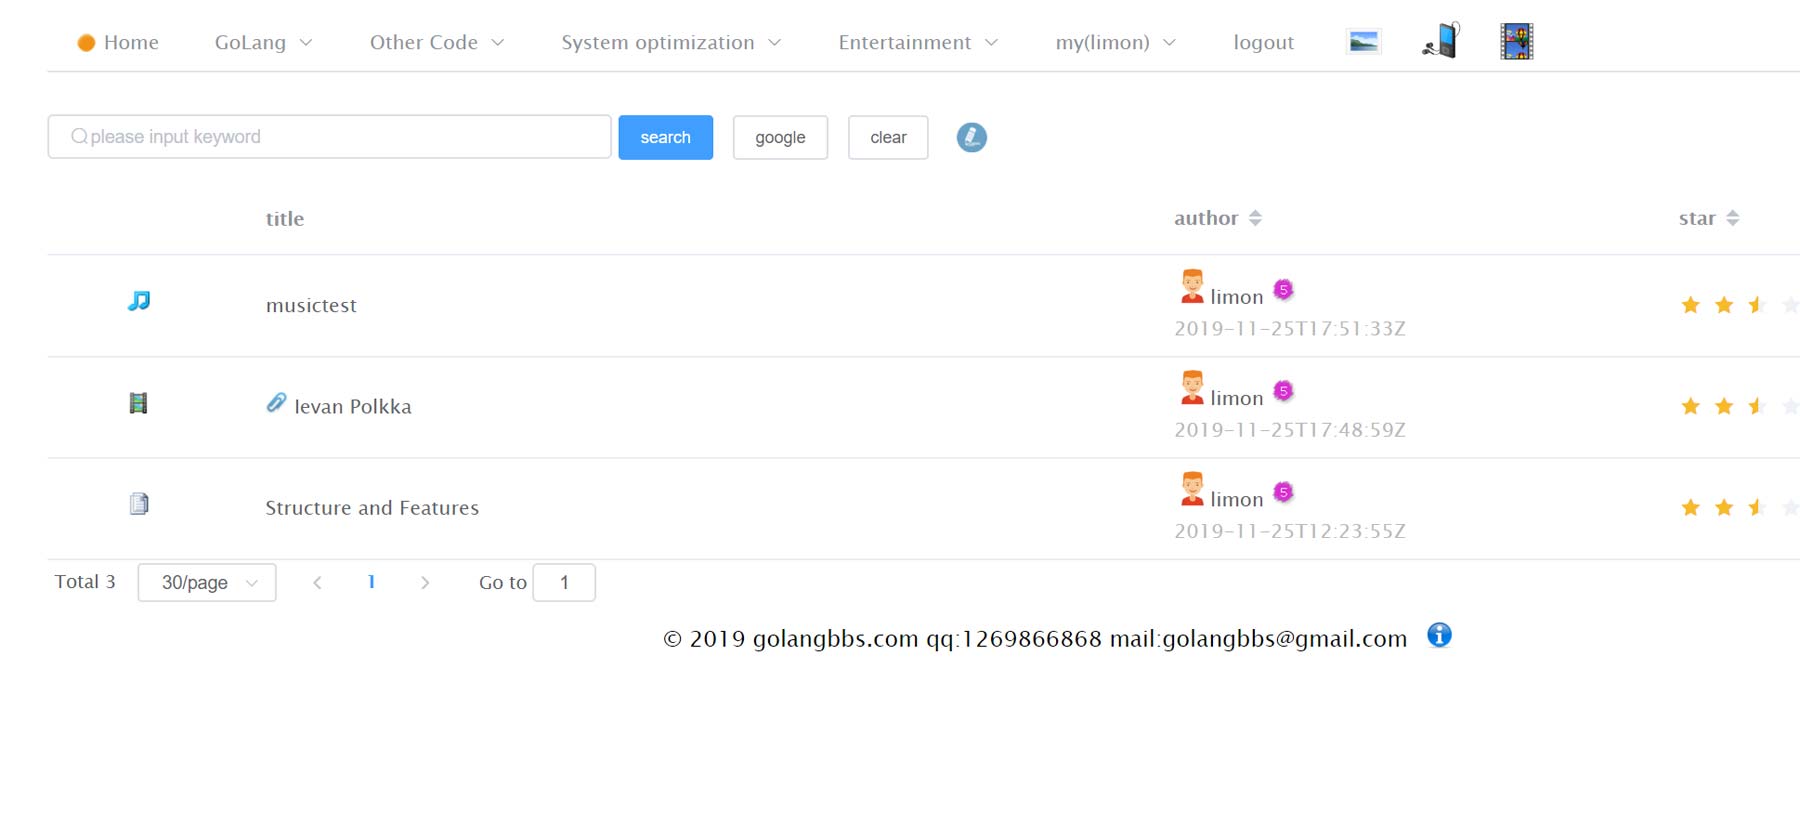 Home GoLang Other Code System optimization Entertainment my(limon) logout
please input keyword search google clear
title author star
musictest limon 5
2019-11-25T17:51:33Z
Ievan Polkka limon 5
2019-11-25T17:48:59Z
Structure and Features limon 5
2019-11-25T12:23:55Z
Total 3 30/page 1 Go to 1
© 2019 golangbbs.com qq:1269866868 mail:golangbbs@gmail.com